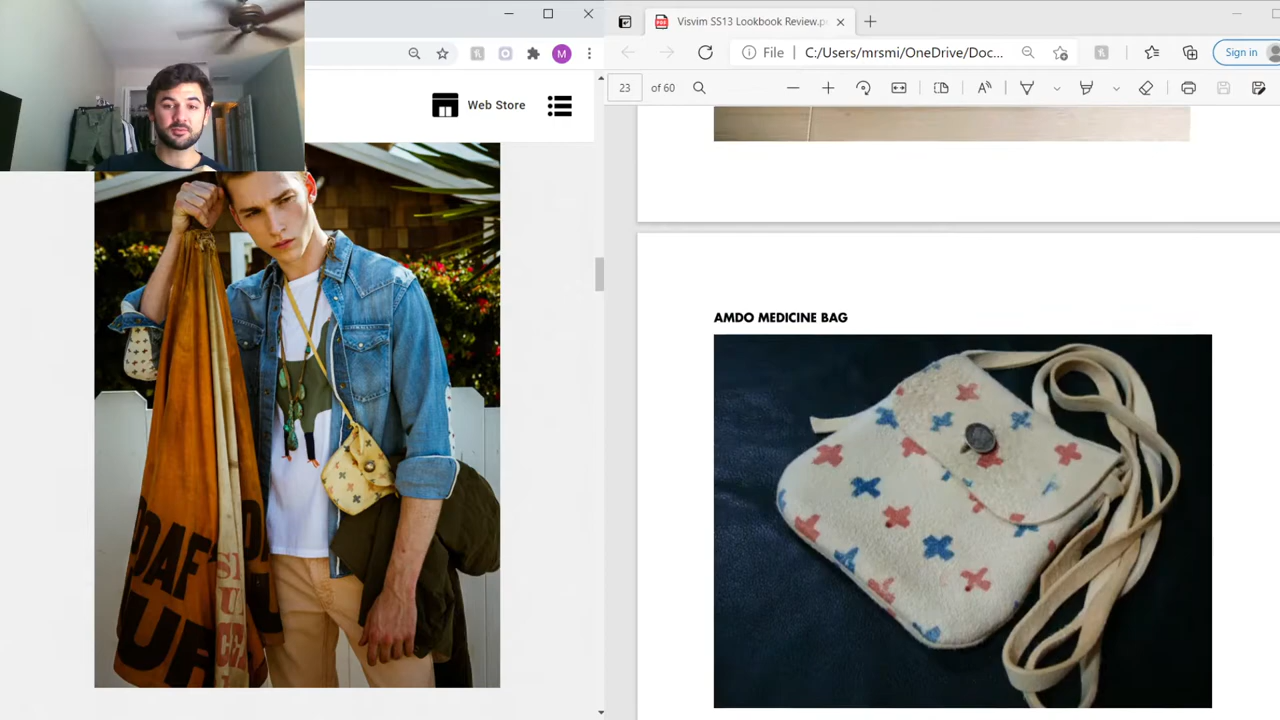 Visvim SS13 Lookbook Review.p
File
C:/Users/mrsmi/OneDrive/Doc...
Sign in
M
Web Store
23 of 60
AMDO MEDICINE BAG